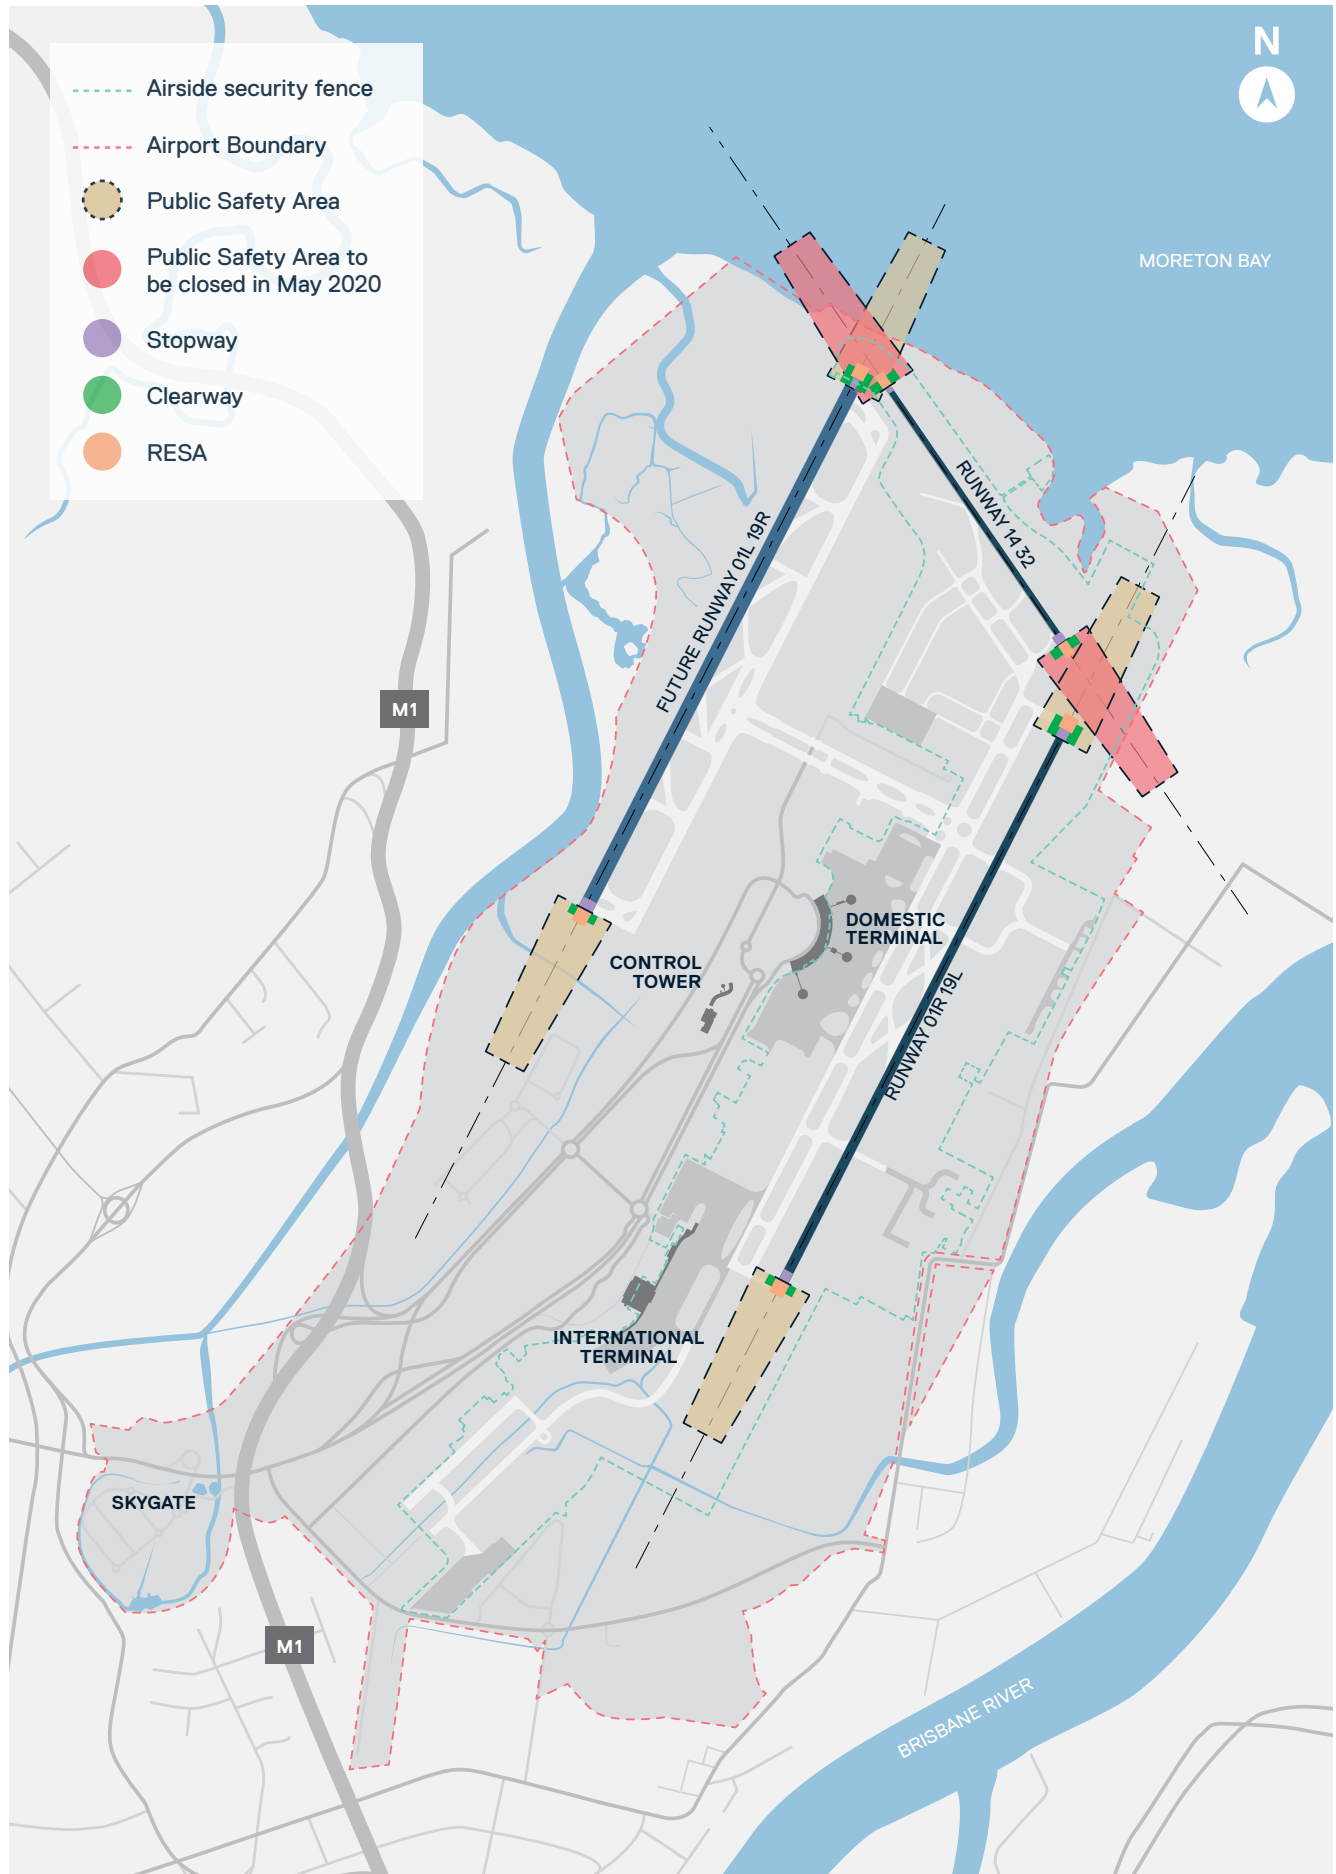 N
Airside security fence
Airport Boundary
Public Safety Area
Public Safety Area to
be closed in May 2020
Stopway
Clearway
RESA
MORETON BAY
RUNWAY 14 32
FUTURE RUNWAY 01L 19R
M1
DOMESTIC
TERMINAL
CONTROL
TOWER
RUNWAY 01R 19L
INTERNATIONAL
TERMINAL
SKYGATE
M1
BRISBANE RIVER